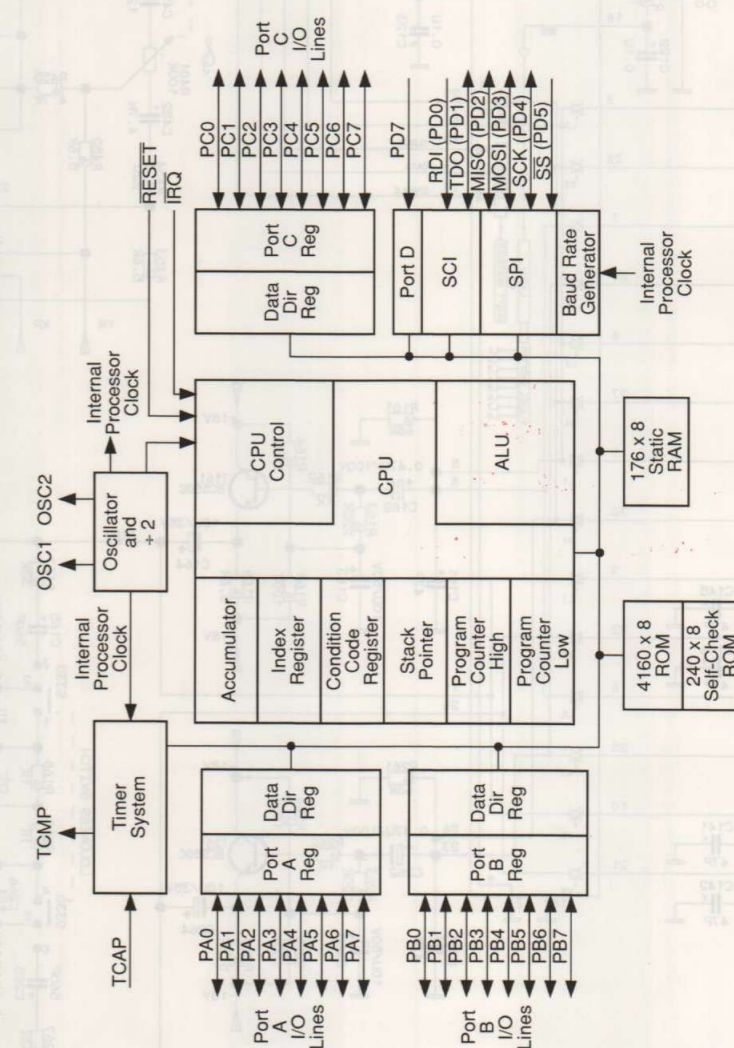 TCAP
TCMP
Timer
System
Internal
Processor
Clock
OSC1
OSC2
Oscillator
and
÷ 2
Internal
Processor
Clock
RESET
IRQ
Port
A
I/O
Lines
PA0
PA1
PA2
PA3
PA4
PA5
PA6
PA7
Port
A
Reg
Data
Dir
Reg
Port
B
I/O
Lines
PB0
PB1
PB2
PB3
PB4
PB5
PB6
PB7
Port
B
Reg
Data
Dir
Reg
Accumulator
Index
Register
Condition
Code
Register
Stack
Pointer
Program
Counter
High
Program
Counter
Low
CPU
Control
CPU
ALU
Data
Dir
Reg
Port
C
Reg
PC0
PC1
PC2
PC3
PC4
PC5
PC6
PC7
Port
C
I/O
Lines
Port D
SCI
SPI
Baud Rate
Generator
PD7
RDI (PD0)
TDO (PD1)
MISO (PD2)
MOSI (PD3)
SCK (PD4)
SS (PD5)
Internal
Processor
Clock
4160 x 8
ROM
240 x 8
Self-Check
ROM
176 x 8
Static
RAM